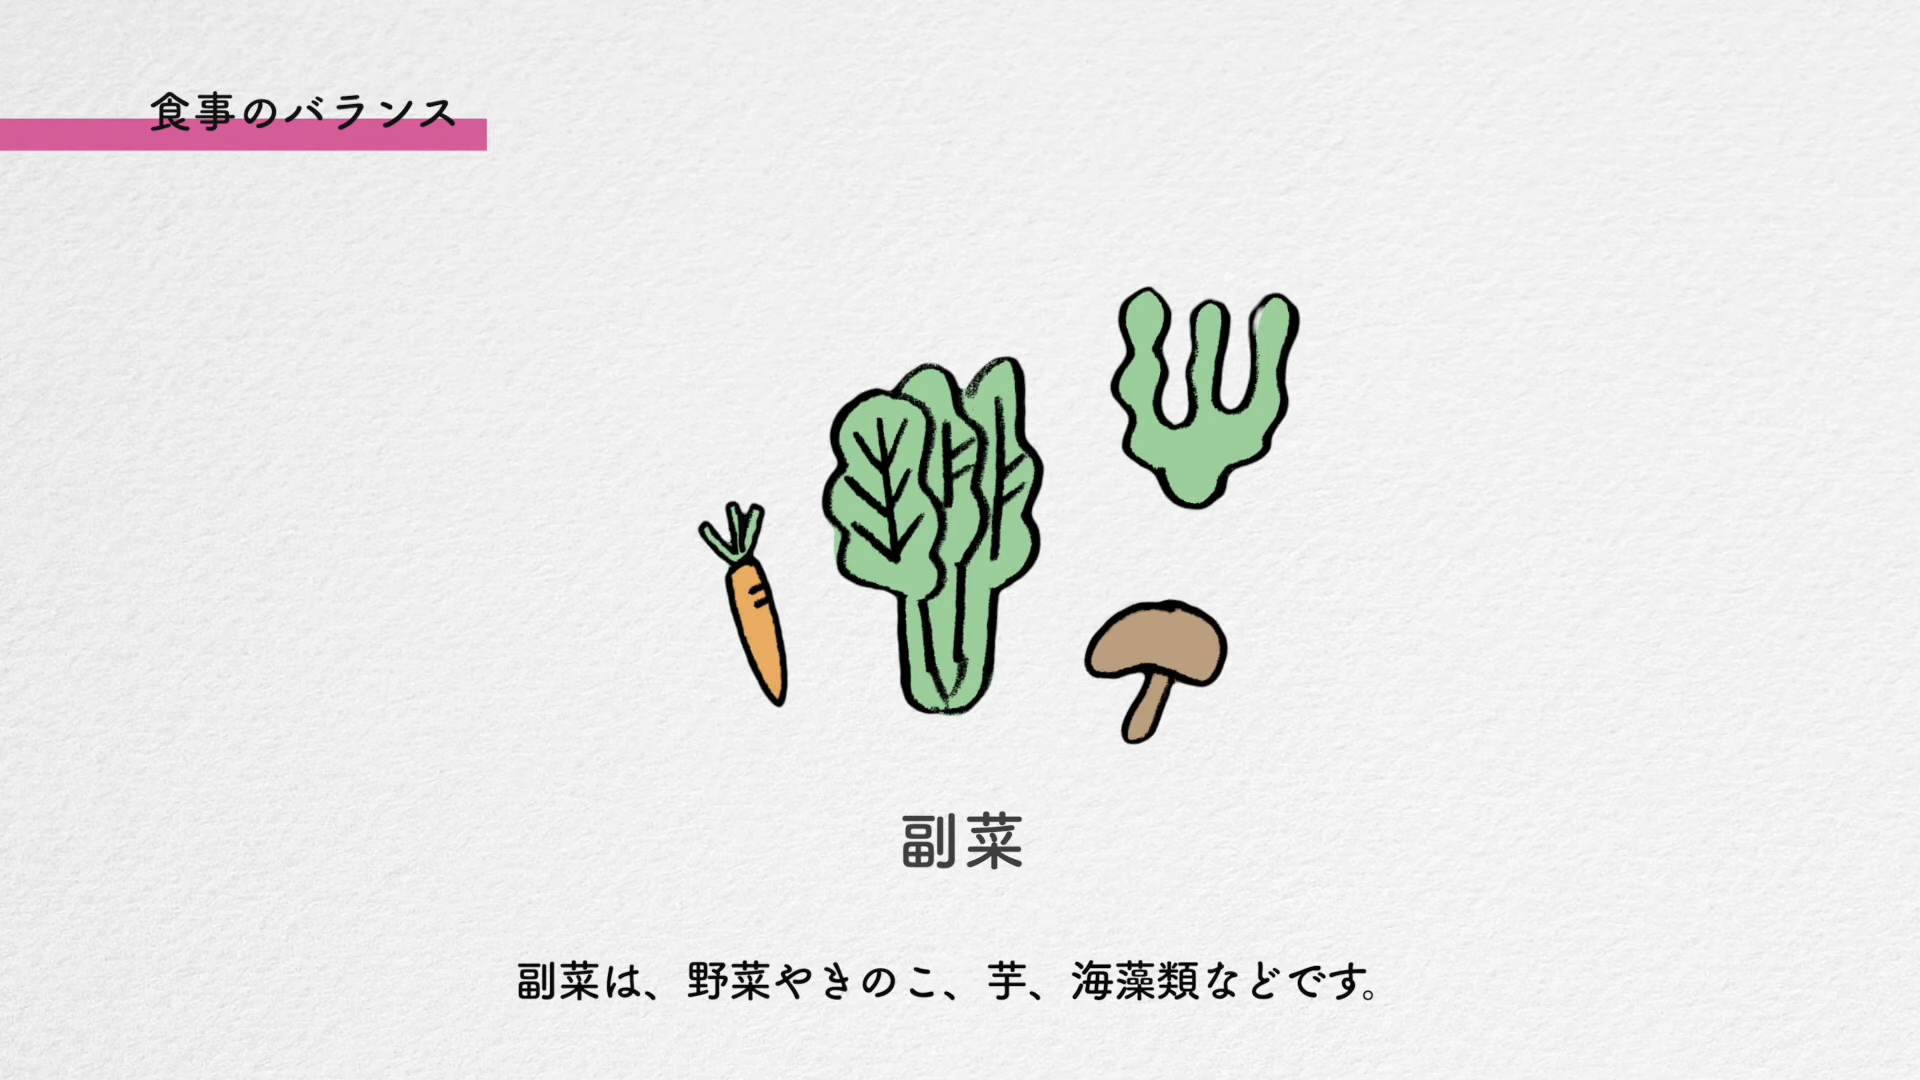 食事のバランス
副菜
副菜は、野菜やきのこ、芋、海藻類などです。